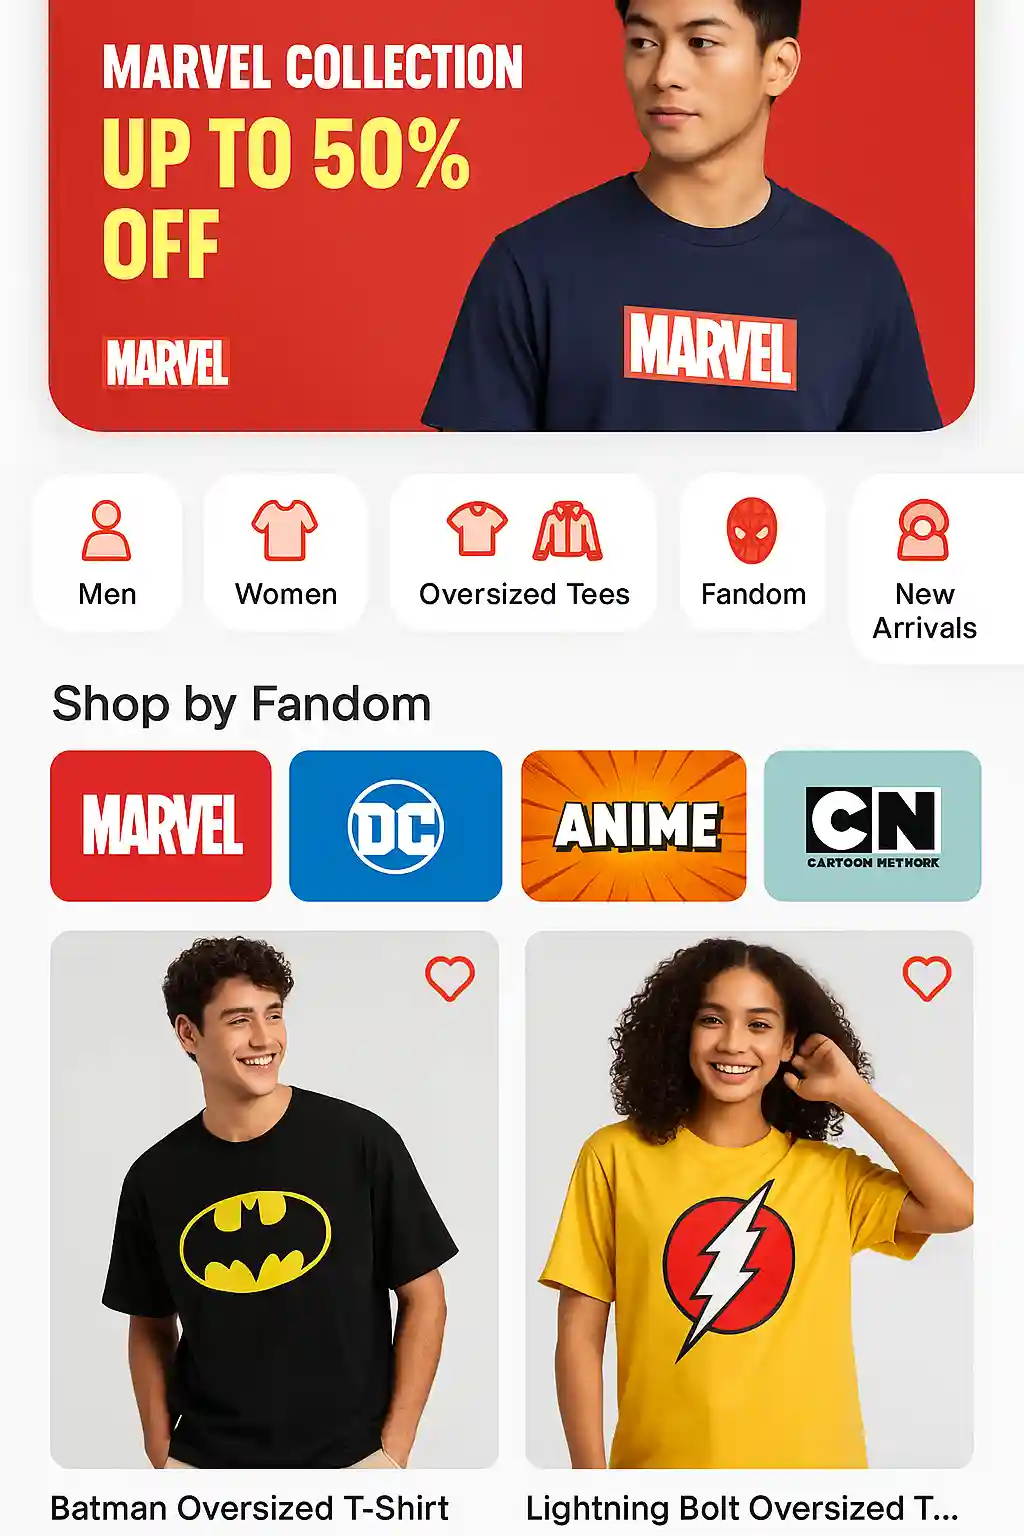 MARVEL COLLECTION
UP TO 50%
OFF
MARVEL
MARVEL
Men
Women
Oversized Tees
Fandom
New
Arrivals
Shop by Fandom
MARVEL
DC
ANIME
CN
CARTOON METHORK
Batman Oversized T-Shirt
Lightning Bolt Oversized T...